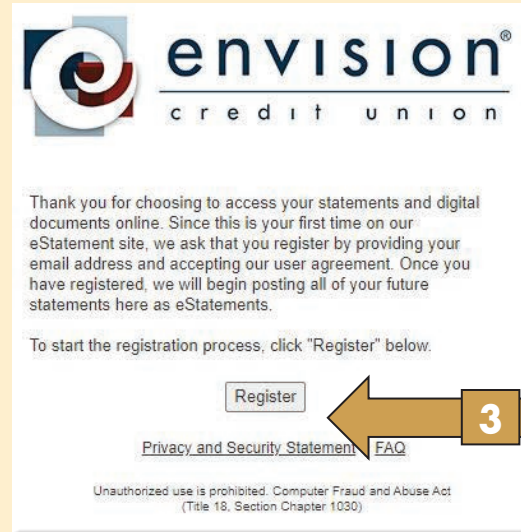 envision®
credit union
Thank you for choosing to access your statements and digital
documents online. Since this is your first time on our
eStatement site, we ask that you register by providing your
email address and accepting our user agreement. Once you
have registered, we will begin posting all of your future
statements here as eStatements.
To start the registration process, click "Register" below.
Register
3
Privacy and Security Statement FAQ
Unauthorized use is prohibited. Computer Fraud and Abuse Act
(Title 18, Section Chapter 1030)